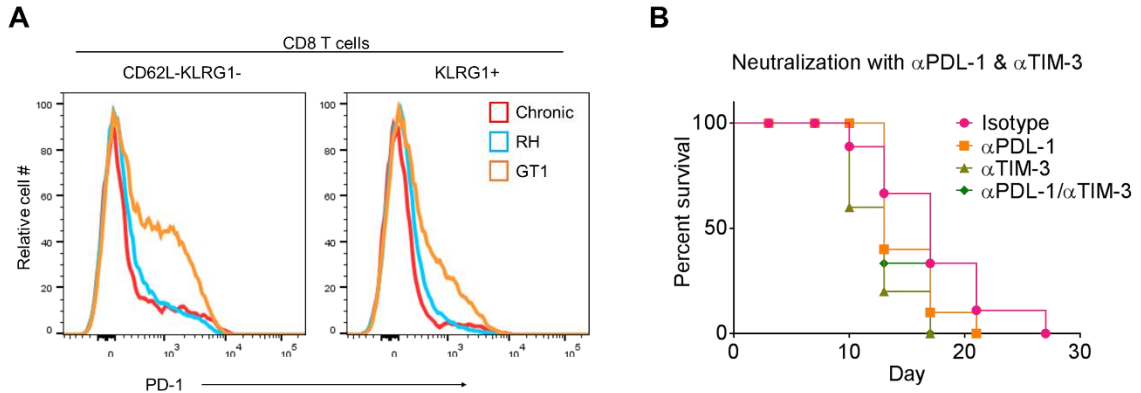 A
CD8 T cells
CD62L-KLRG1-
KLRG1+
Relative cell #
100
80
60
40
20
0
0
10³
10⁴
10⁵
100
80
60
40
20
0
0
10³
10⁴
10⁵
Chronic
RH
GT1
PD-1
B
Neutralization with αPDL-1 & αTIM-3
Percent survival
100
50
0
0
10
20
30
Day
Isotype
αPDL-1
αTIM-3
αPDL-1/αTIM-3